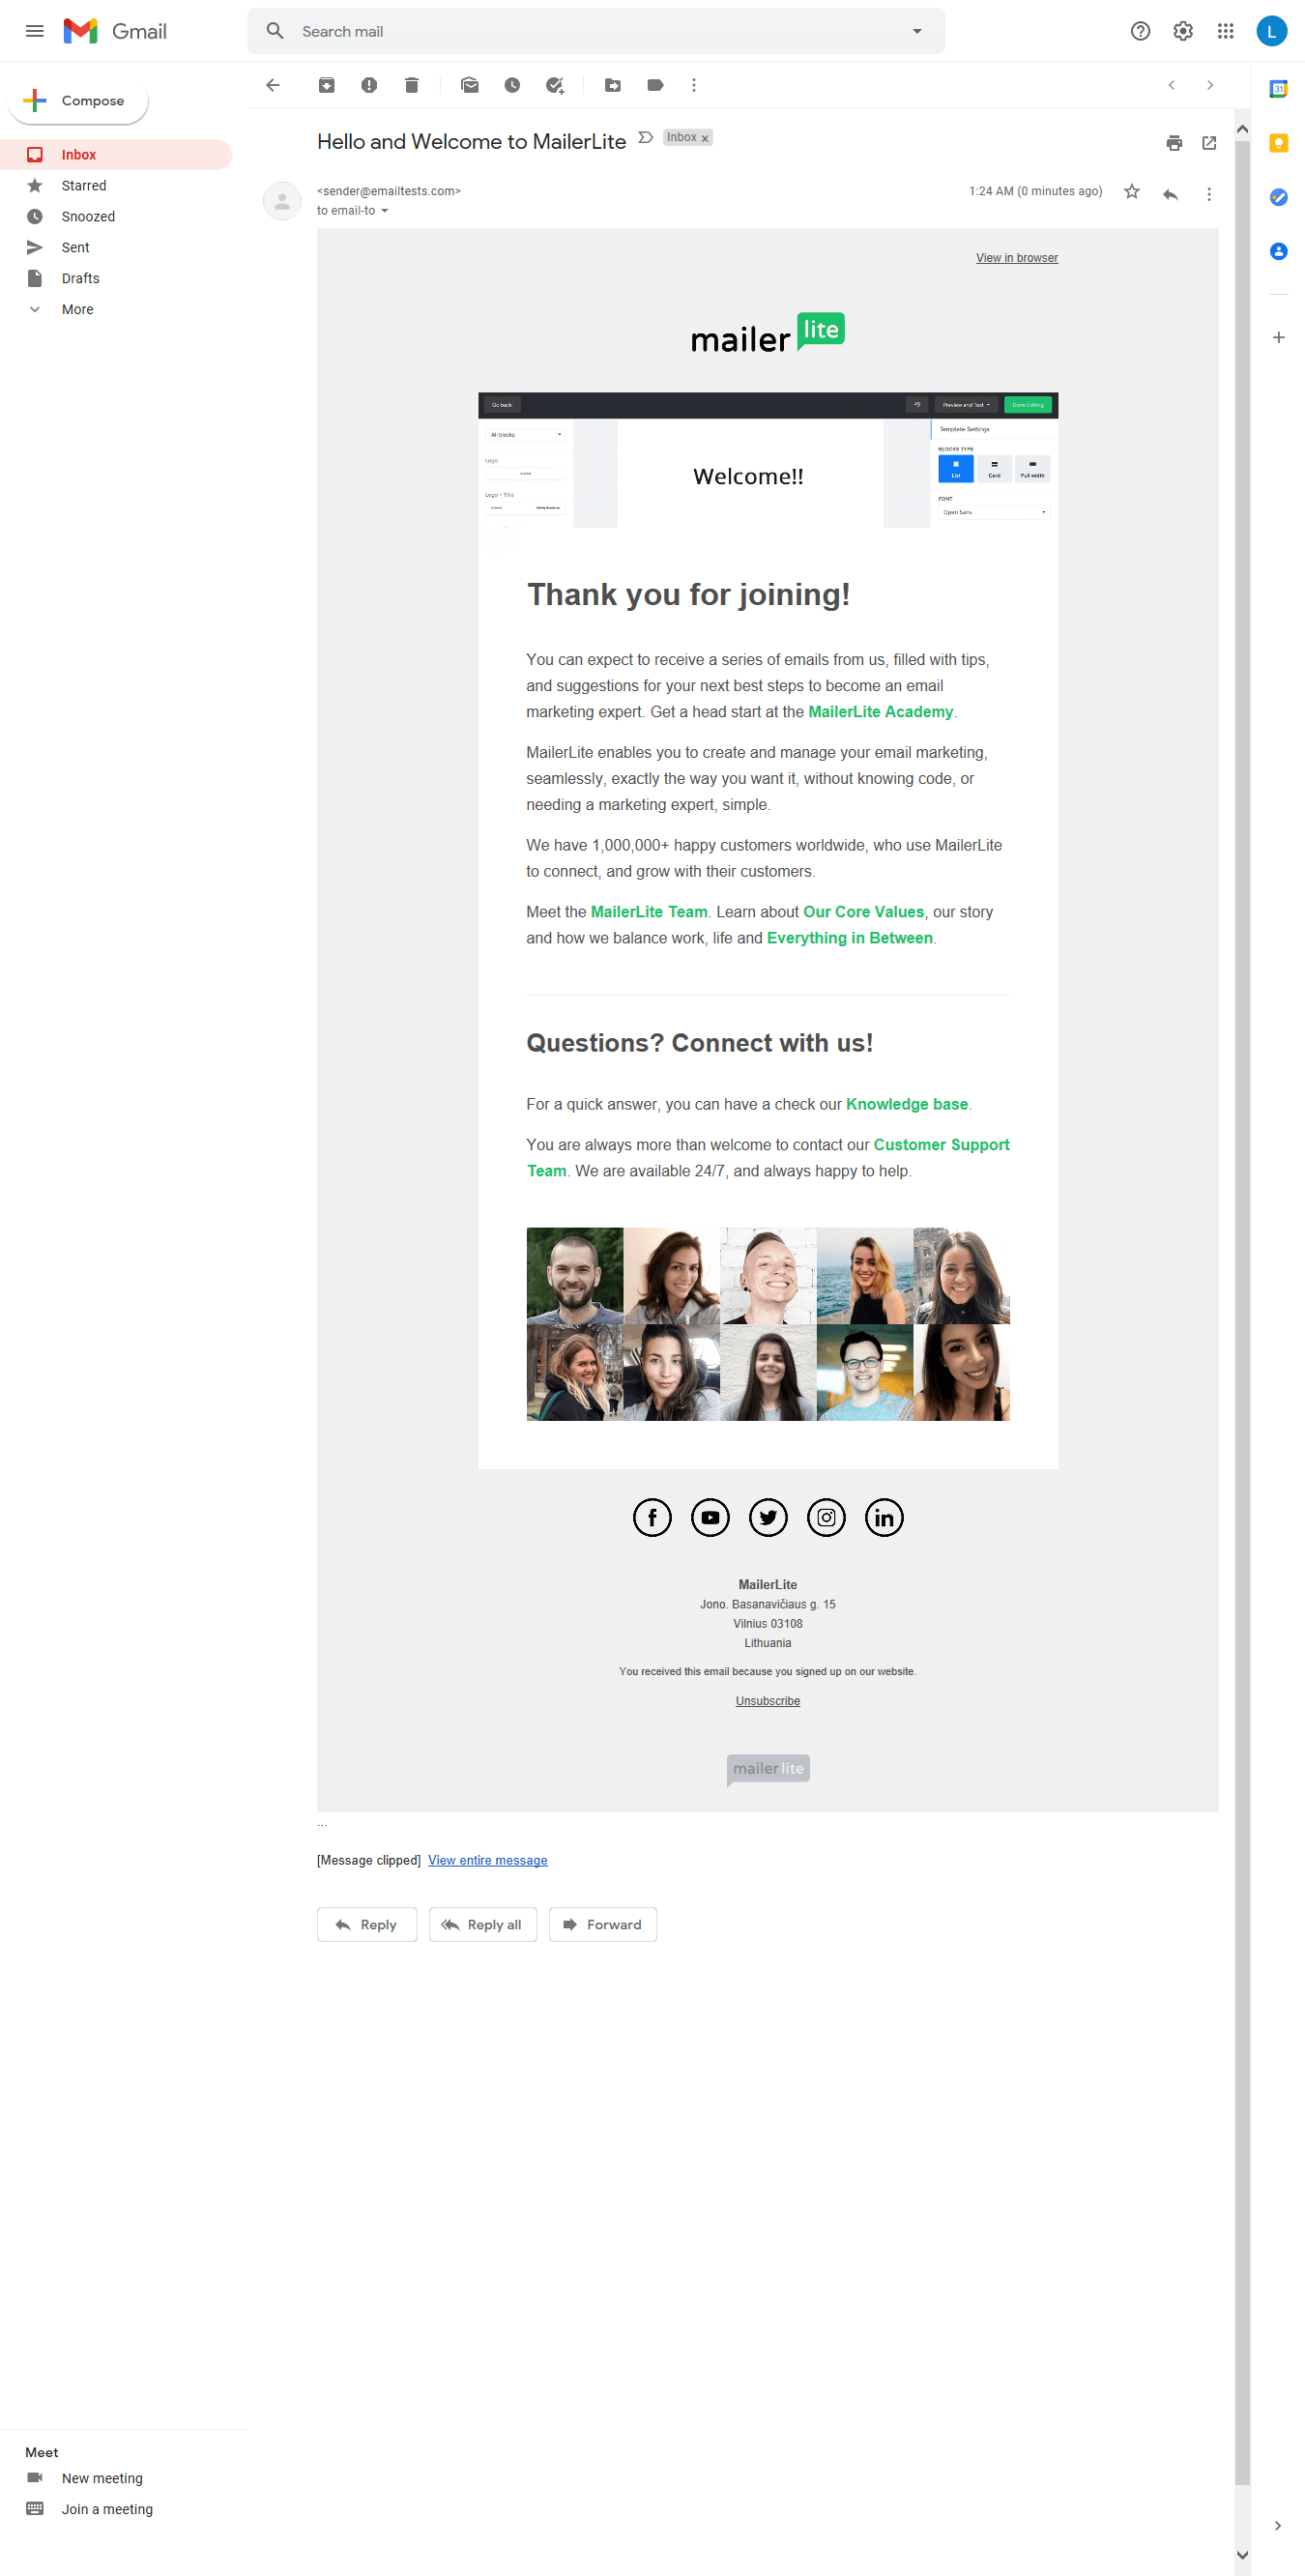 Gmail
Search mail
L
Compose
Inbox
Starred
Snoozed
Sent
Drafts
More
Hello and Welcome to MailerLite
Inbox ×
<sender@emailtests.com>
1:24 AM (0 minutes ago)
to email-to
31
View in browser
mailer lite
Go back
Preview and Test
Done Editing
All blocks
Template Settings
Logo
BLOCKS TYPE
List
Card
Full width
Welcome!!
Logo + Title
FONT
Open Sans
Thank you for joining!
You can expect to receive a series of emails from us, filled with tips,
and suggestions for your next best steps to become an email
marketing expert. Get a head start at the MailerLite Academy.
MailerLite enables you to create and manage your email marketing,
seamlessly, exactly the way you want it, without knowing code, or
needing a marketing expert, simple.
We have 1,000,000+ happy customers worldwide, who use MailerLite
to connect, and grow with their customers.
Meet the MailerLite Team. Learn about Our Core Values, our story
and how we balance work, life and Everything in Between.
Questions? Connect with us!
For a quick answer, you can have a check our Knowledge base.
You are always more than welcome to contact our Customer Support
Team. We are available 24/7, and always happy to help.
MailerLite
Jono. Basanavičiaus g. 15
Vilnius 03108
Lithuania
You received this email because you signed up on our website.
Unsubscribe
mailer lite
...
[Message clipped] View entire message
Reply
Reply all
Forward
Meet
New meeting
Join a meeting